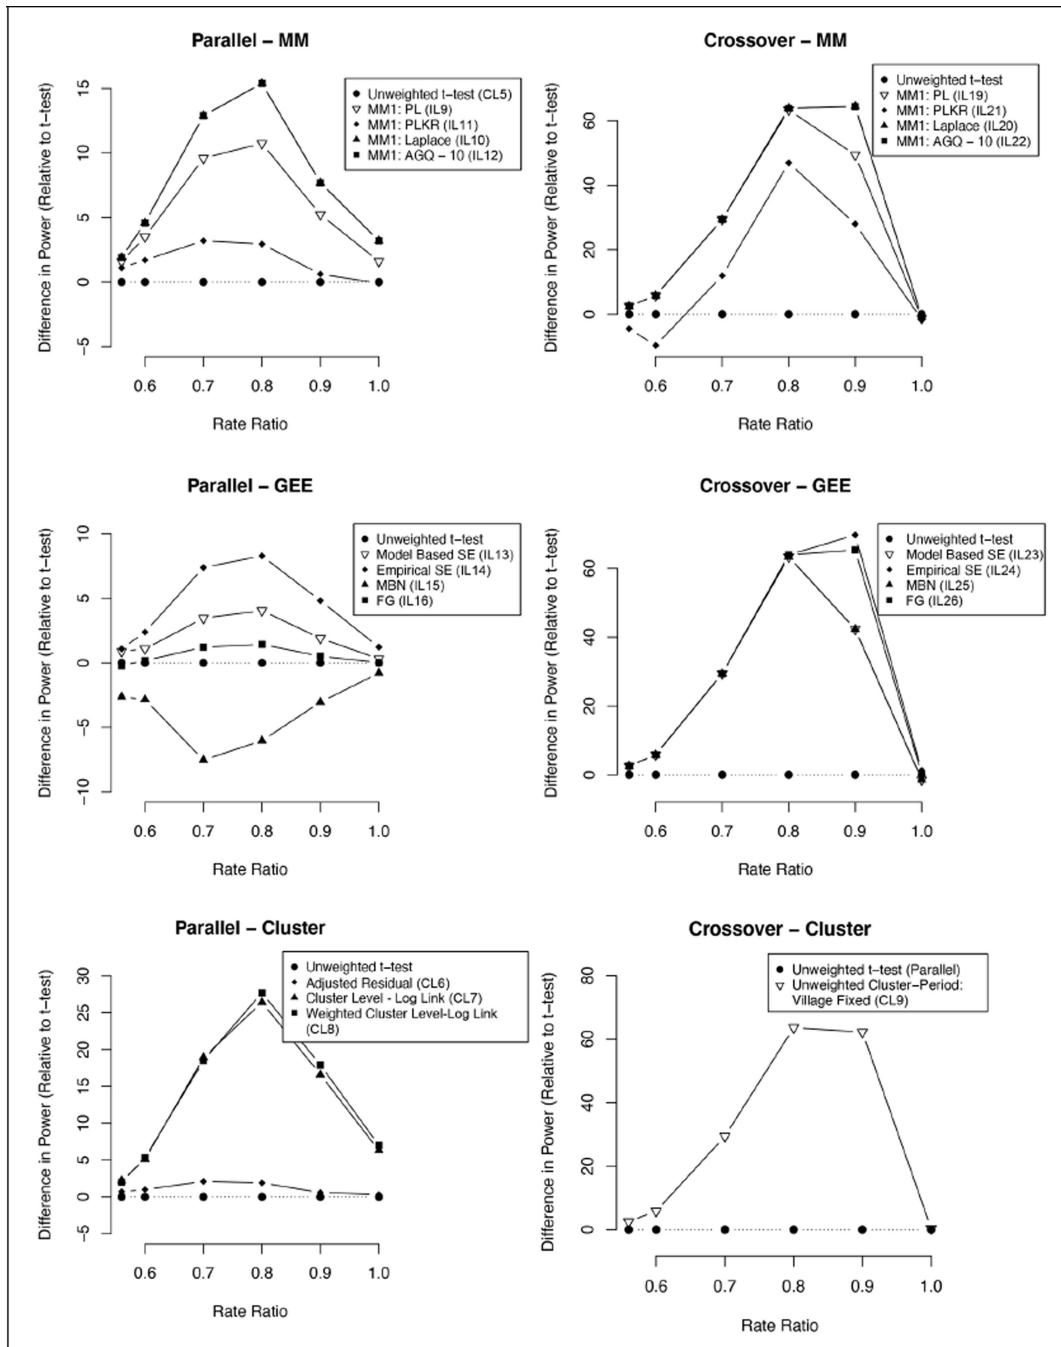 Parallel – MM
Difference in Power (Relative to t−test)
15
10
5
0
−5
Unweighted t−test (CL5)
MM1: PL (IL9)
MM1: PLKR (IL11)
MM1: Laplace (IL10)
MM1: AGQ − 10 (IL12)
0.6 0.7 0.8 0.9 1.0
Rate Ratio
Crossover – MM
Difference in Power (Relative to t−test)
60
40
20
0
Unweighted t−test
MM1: PL (IL19)
MM1: PLKR (IL21)
MM1: Laplace (IL20)
MM1: AGQ − 10 (IL22)
0.6 0.7 0.8 0.9 1.0
Rate Ratio
Parallel – GEE
Difference in Power (Relative to t−test)
10
5
0
−5
−10
Unweighted t−test
Model Based SE (IL13)
Empirical SE (IL14)
MBN (IL15)
FG (IL16)
0.6 0.7 0.8 0.9 1.0
Rate Ratio
Crossover – GEE
Difference in Power (Relative to t−test)
60
40
20
0
Unweighted t−test
Model Based SE (IL23)
Empirical SE (IL24)
MBN (IL25)
FG (IL26)
0.6 0.7 0.8 0.9 1.0
Rate Ratio
Parallel – Cluster
Difference in Power (Relative to t−test)
30
25
20
15
10
5
0
−5
Unweighted t−test
Adjusted Residual (CL6)
Cluster Level - Log Link (CL7)
Weighted Cluster Level-Log Link
(CL8)
0.6 0.7 0.8 0.9 1.0
Rate Ratio
Crossover – Cluster
Difference in Power (Relative to t−test)
80
60
40
20
0
Unweighted t−test (Parallel)
Unweighted Cluster−Period:
Village Fixed (CL9)
0.6 0.7 0.8 0.9 1.0
Rate Ratio